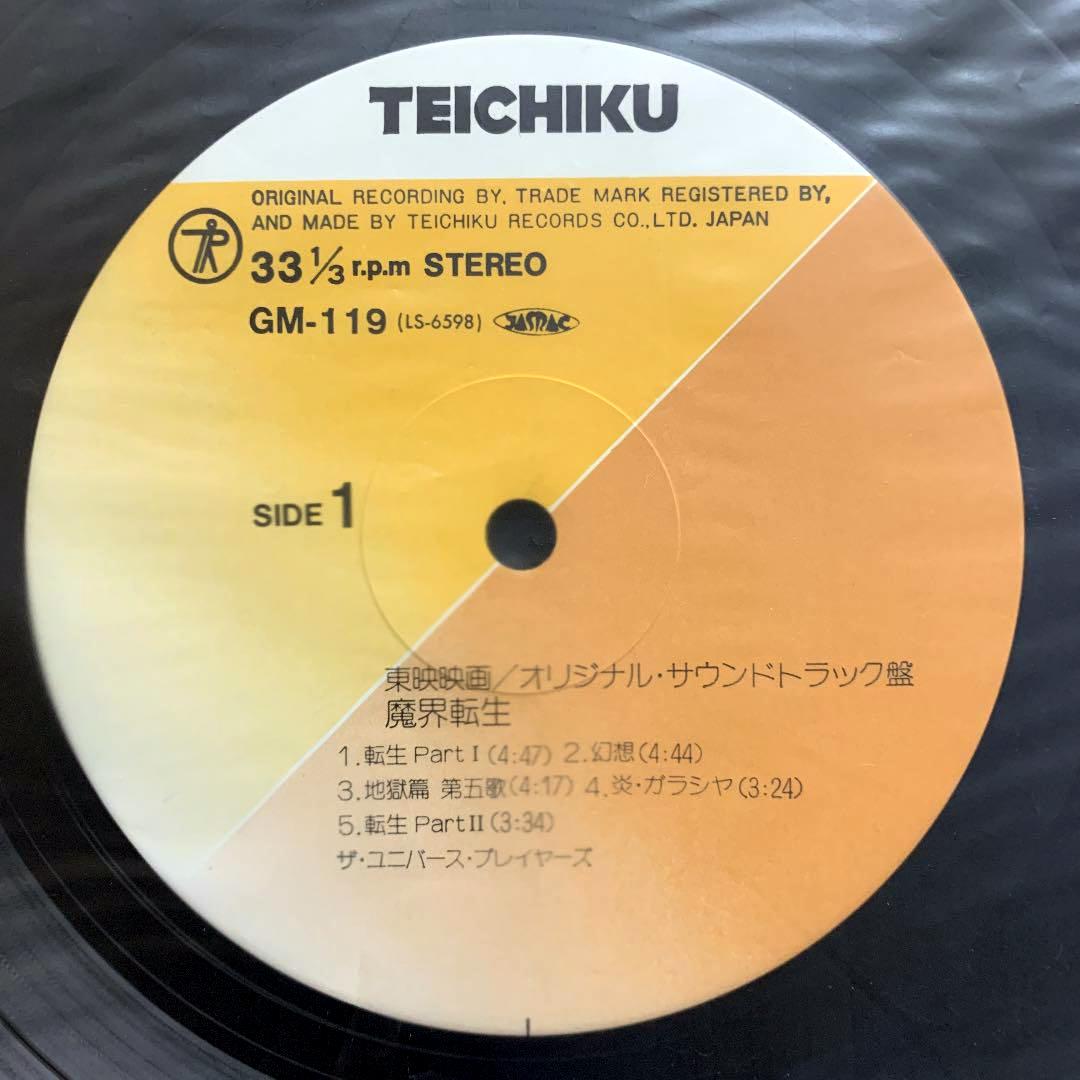 TEICHIKU
ORIGINAL RECORDING BY, TRADE MARK REGISTERED BY,
AND MADE BY TEICHIKU RECORDS CO.,LTD. JAPAN
33 1/3 r.p.m STEREO
GM-119 (LS-6598) JASRAC
SIDE 1
東映映画/オリジナル・サウンドトラック盤
魔界転生
1.転生 Part I (4:47) 2.幻想(4:44)
3.地獄篇 第五歌(4:17) 4.炎・ガラシヤ(3:24)
5.転生 Part II (3:34)
ザ・ユニバース・プレイヤーズ